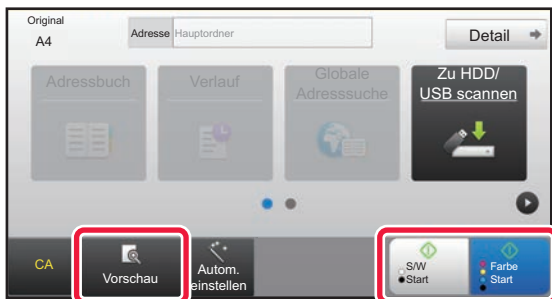 Original
A4
Adresse Hauptordner
Detail
Adressbuch
Verlauf
Globale
Adresssuche
Zu HDD/
USB scannen
CA
Vorschau
Autom.
einstellen
S/W
Start
Farbe
Start